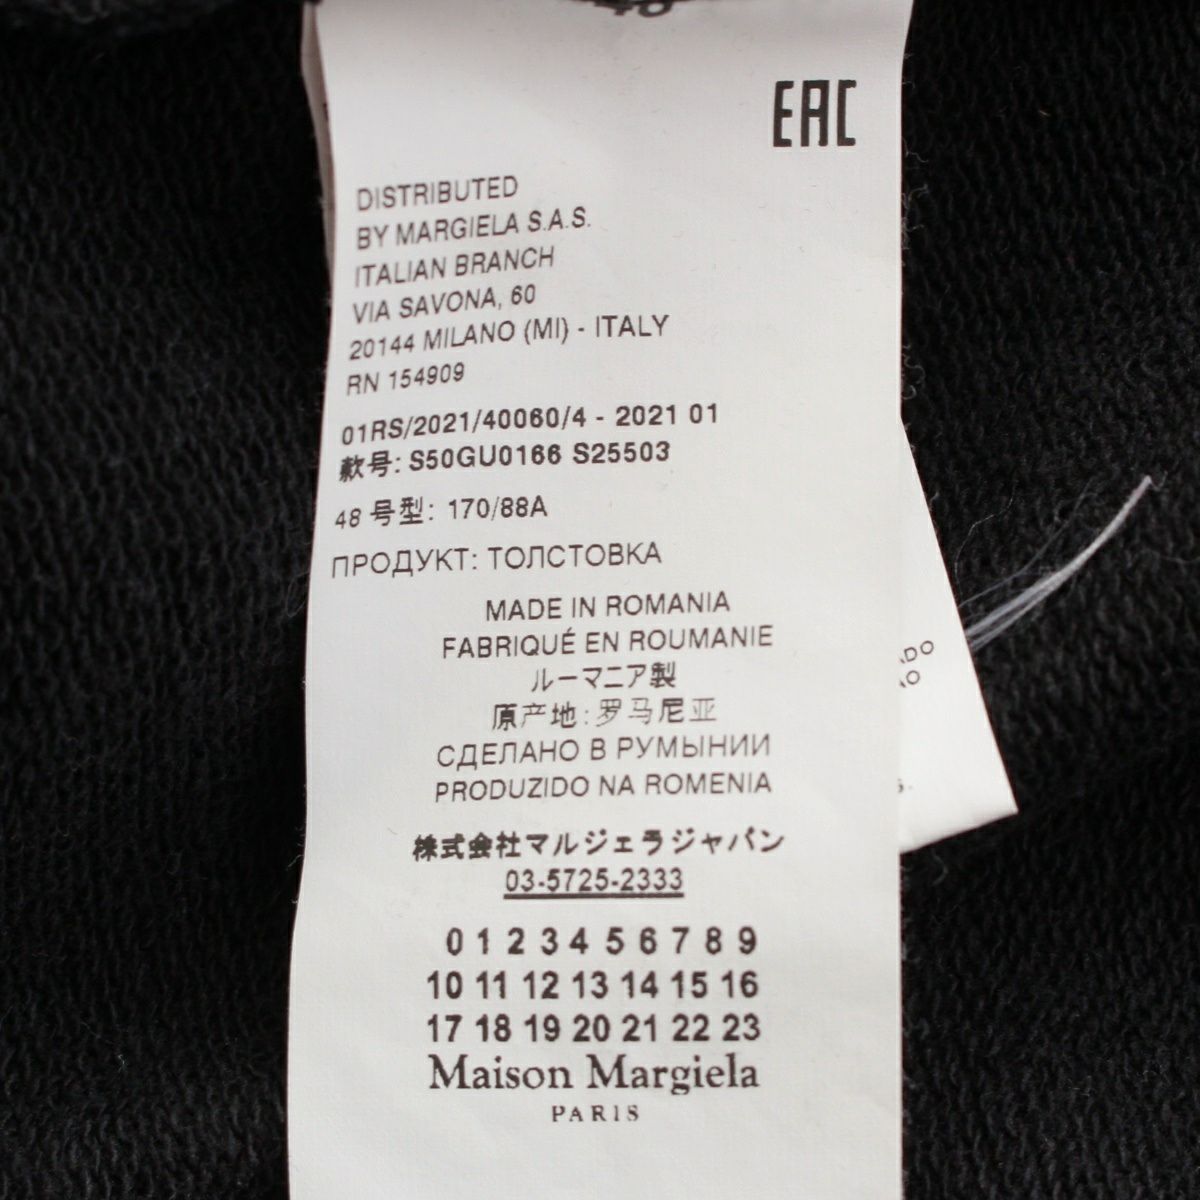 EAC
DISTRIBUTED
BY MARGIELA S.A.S.
ITALIAN BRANCH
VIA SAVONA, 60
20144 MILANO (MI) - ITALY
RN 154909
01RS/2021/40060/4 - 2021 01
款号: S50GU0166 S25503
48 号型: 170/88A
ПРОДУКТ: ТОЛСТОВКА
MADE IN ROMANIA
FABRIQUÉ EN ROUMANIE
ルーマニア製
原产地: 罗马尼亚
СДЕЛАНО В РУМЫНИИ
PRODUZIDO NA ROMENIA
株式会社マルジェラジャパン
03-5725-2333
0 1 2 3 4 5 6 7 8 9
10 11 12 13 14 15 16
17 18 19 20 21 22 23
Maison Margiela
PARIS